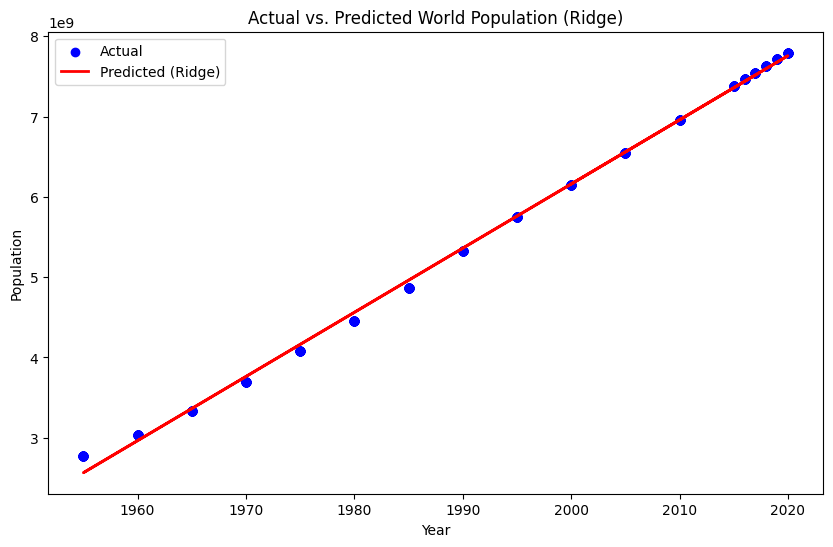 Actual vs. Predicted World Population (Ridge)
1e9
Actual
Predicted (Ridge)
8
7
6
5
4
3
Population
1960
1970
1980
1990
2000
2010
2020
Year